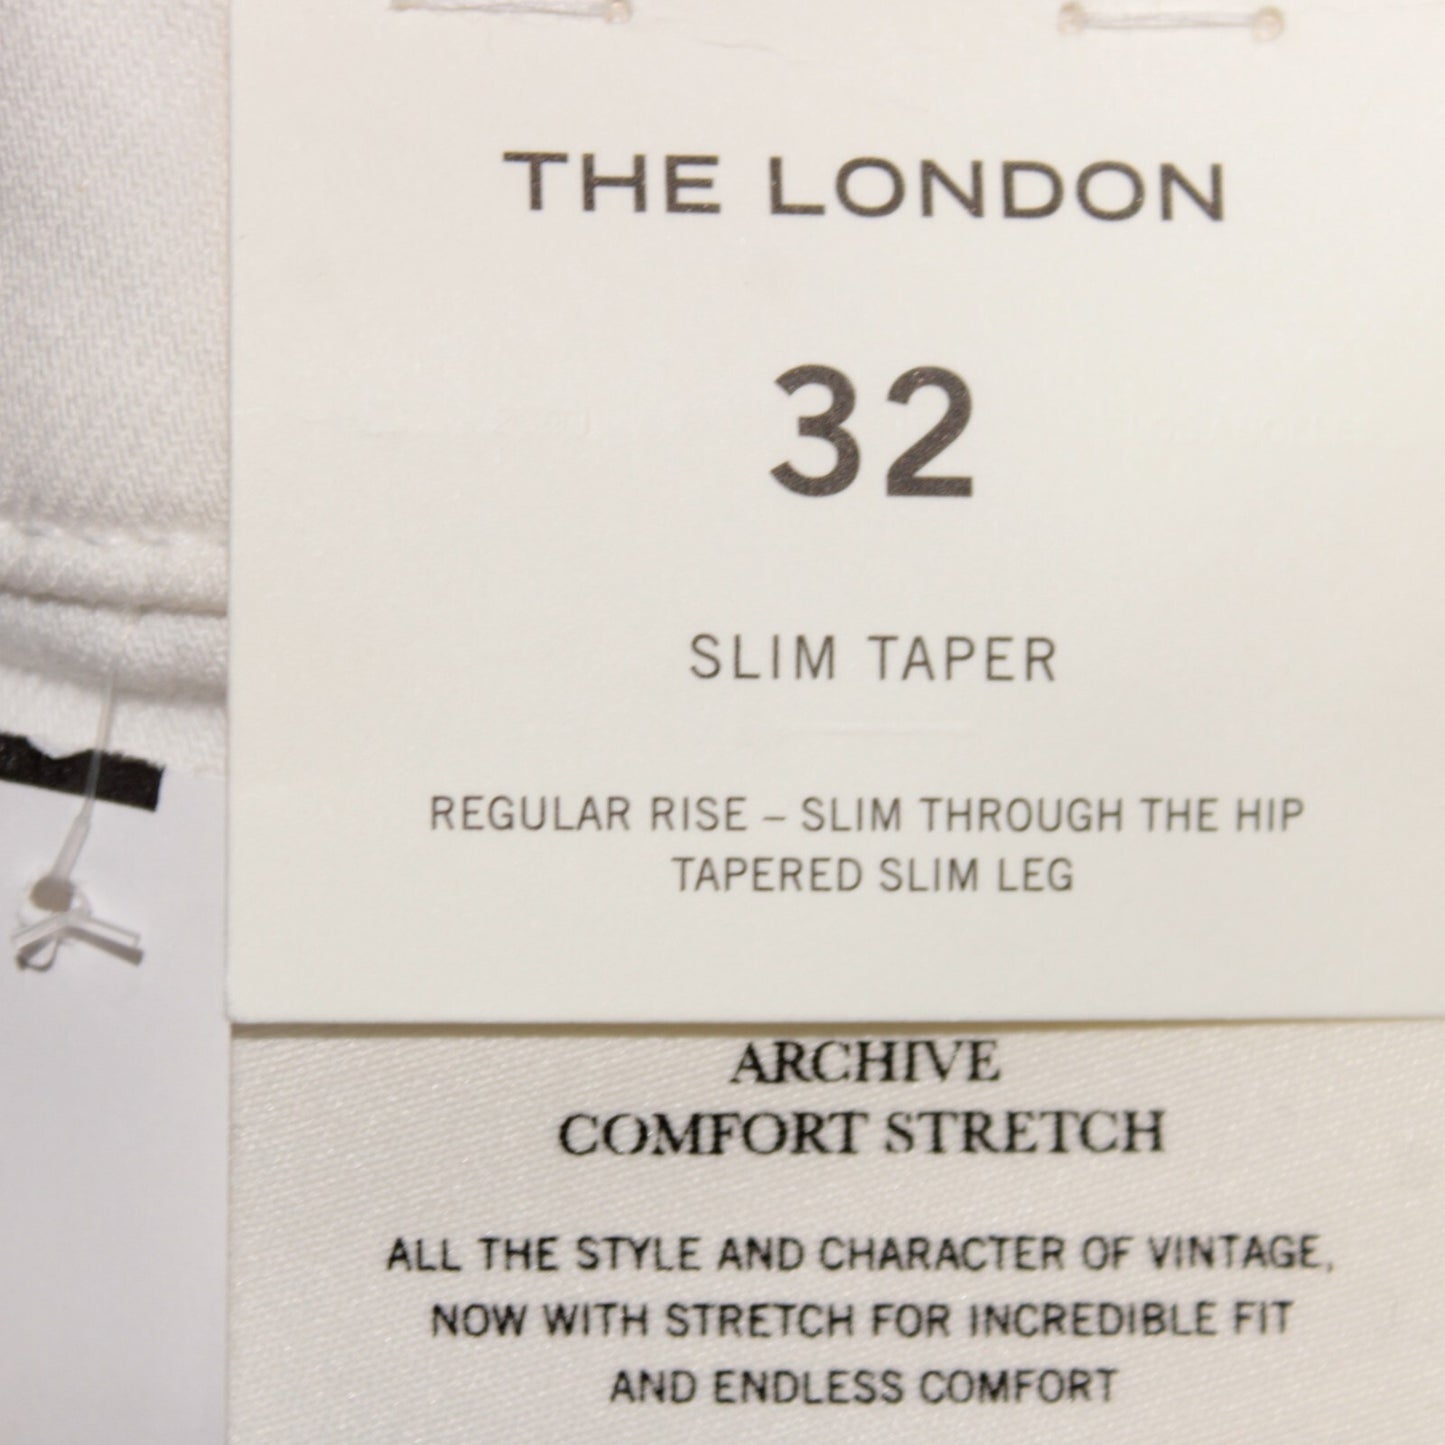 THE LONDON
32
SLIM TAPER
REGULAR RISE – SLIM THROUGH THE HIP
TAPERED SLIM LEG
ARCHIVE
COMFORT STRETCH
ALL THE STYLE AND CHARACTER OF VINTAGE,
NOW WITH STRETCH FOR INCREDIBLE FIT
AND ENDLESS COMFORT